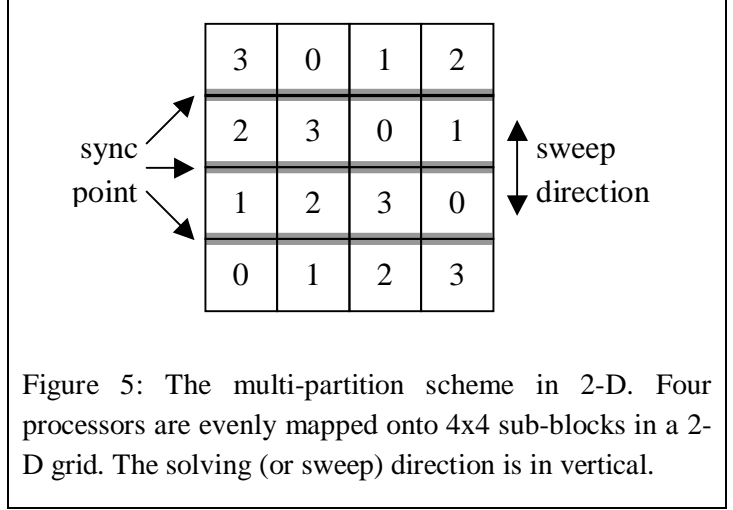 3 0 1 2
2 3 0 1
sync
point
sweep
direction
1 2 3 0
0 1 2 3
Figure 5: The multi-partition scheme in 2-D. Four
processors are evenly mapped onto 4x4 sub-blocks in a 2-
D grid. The solving (or sweep) direction is in vertical.